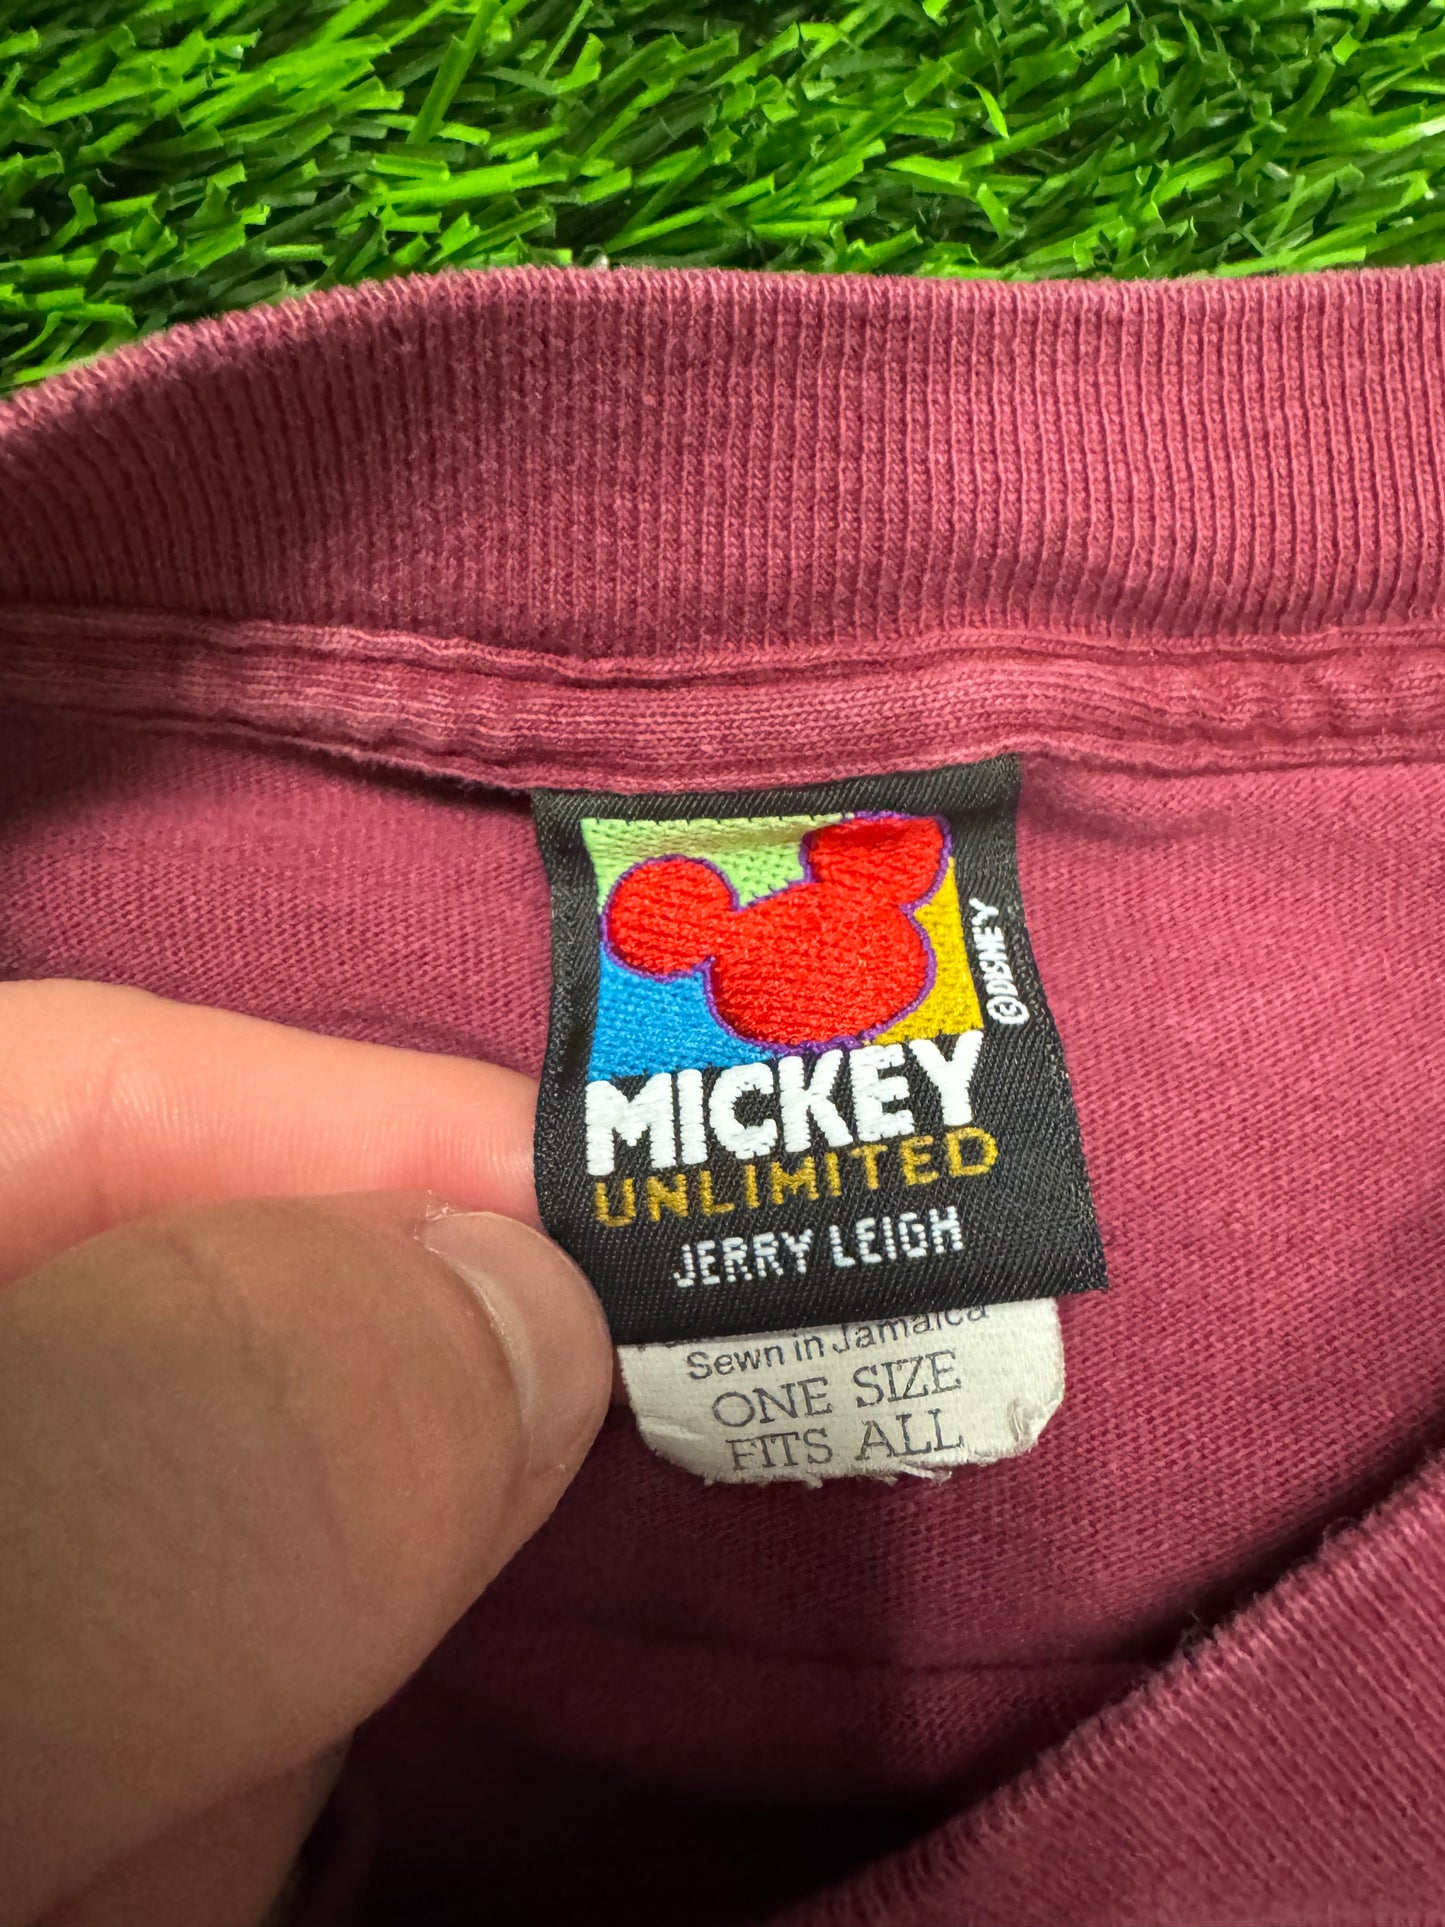 ©DISNEY
MICKEY
UNLIMITED
JERRY LEIGH
Sewn in Jamaica
ONE SIZE
FITS ALL